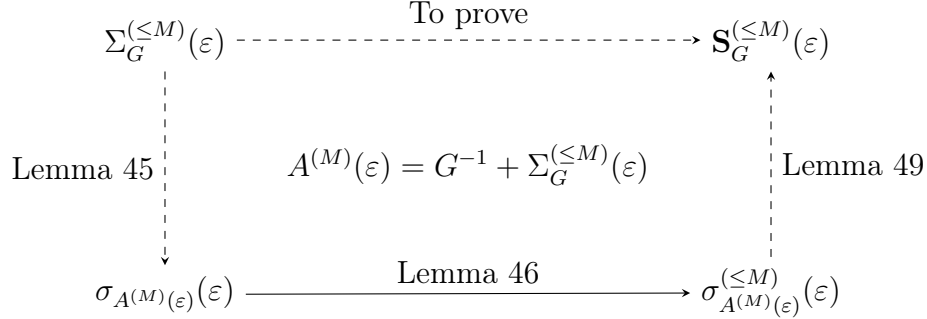 To prove
Σ_G^{(≤M)}(ε) 𝐒_G^{(≤M)}(ε)
Lemma 45 A^{(M)}(ε) = G^{-1} + Σ_G^{(≤M)}(ε) Lemma 49
Lemma 46
σ_{A^{(M)}(ε)}(ε) σ_{A^{(M)}(ε)}^{(≤M)}(ε)